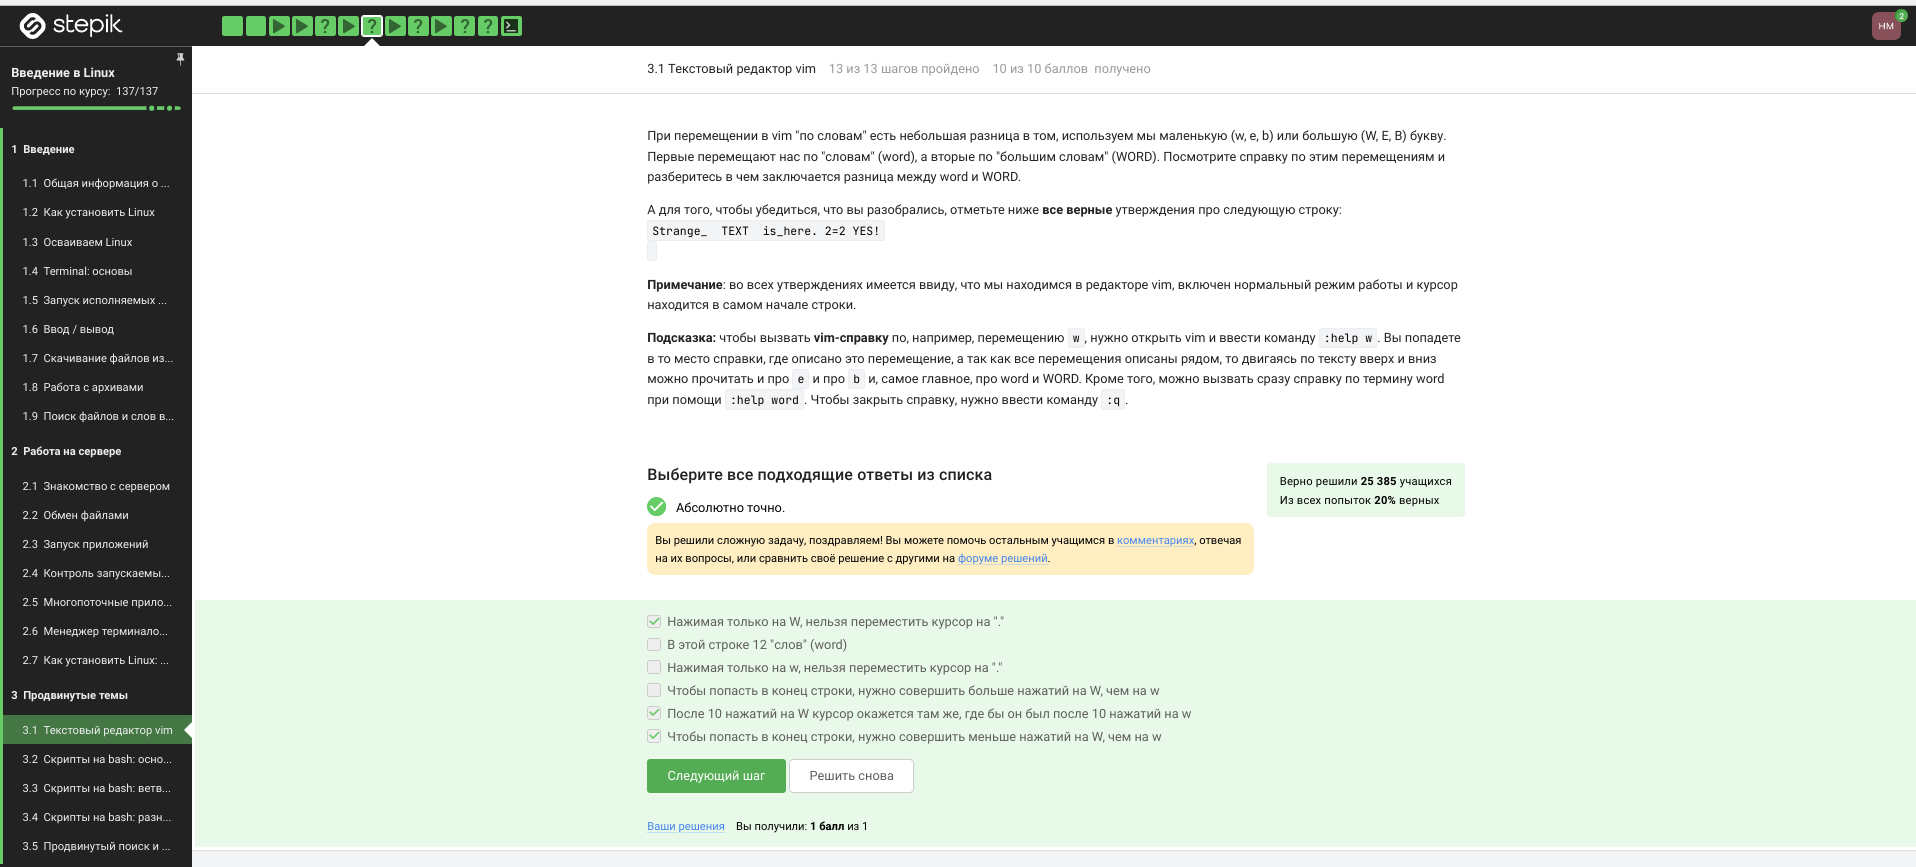 stepik
НМ
2
Введение в Linux
Прогресс по курсу: 137/137
1 Введение
1.1 Общая информация о ...
1.2 Как установить Linux
1.3 Осваиваем Linux
1.4 Terminal: основы
1.5 Запуск исполняемых ...
1.6 Ввод / вывод
1.7 Скачивание файлов из...
1.8 Работа с архивами
1.9 Поиск файлов и слов в...
2 Работа на сервере
2.1 Знакомство с сервером
2.2 Обмен файлами
2.3 Запуск приложений
2.4 Контроль запускаемы...
2.5 Многопоточные прило...
2.6 Менеджер терминало...
2.7 Как установить Linux: ...
3 Продвинутые темы
3.1 Текстовый редактор vim
3.2 Скрипты на bash: осно...
3.3 Скрипты на bash: ветв...
3.4 Скрипты на bash: разн...
3.5 Продвинутый поиск и ...
3.1 Текстовый редактор vim 13 из 13 шагов пройдено 10 из 10 баллов получено
При перемещении в vim "по словам" есть небольшая разница в том, используем мы маленькую (w, e, b) или большую (W, E, B) букву.
Первые перемещают нас по "словам" (word), а вторые по "большим словам" (WORD). Посмотрите справку по этим перемещениям и
разберитесь в чем заключается разница между word и WORD.
А для того, чтобы убедиться, что вы разобрались, отметьте ниже все верные утверждения про следующую строку:
Strange_  TEXT  is_here. 2=2 YES!
Примечание: во всех утверждениях имеется ввиду, что мы находимся в редакторе vim, включен нормальный режим работы и курсор
находится в самом начале строки.
Подсказка: чтобы вызвать vim-справку по, например, перемещению w, нужно открыть vim и ввести команду :help w. Вы попадете
в то место справки, где описано это перемещение, а так как все перемещения описаны рядом, то двигаясь по тексту вверх и вниз
можно прочитать и про e и про b и, самое главное, про word и WORD. Кроме того, можно вызвать сразу справку по термину word
при помощи :help word. Чтобы закрыть справку, нужно ввести команду :q.
Выберите все подходящие ответы из списка
Верно решили 25 385 учащихся
Из всех попыток 20% верных
Абсолютно точно.
Вы решили сложную задачу, поздравляем! Вы можете помочь остальным учащимся в комментариях, отвечая
на их вопросы, или сравнить своё решение с другими на форуме решений.
Нажимая только на W, нельзя переместить курсор на "."
В этой строке 12 "слов" (word)
Нажимая только на w, нельзя переместить курсор на "."
Чтобы попасть в конец строки, нужно совершить больше нажатий на W, чем на w
После 10 нажатий на W курсор окажется там же, где бы он был после 10 нажатий на w
Чтобы попасть в конец строки, нужно совершить меньше нажатий на W, чем на w
Следующий шаг
Решить снова
Ваши решения Вы получили: 1 балл из 1